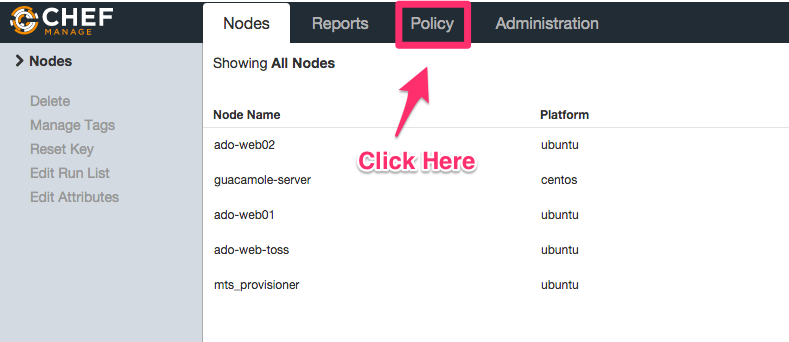 CHEF
MANAGE
Nodes Reports Policy Administration
Nodes
Delete
Manage Tags
Reset Key
Edit Run List
Edit Attributes
Showing All Nodes
Node Name Platform
ado-web02 ubuntu
guacamole-server centos
ado-web01 ubuntu
ado-web-toss ubuntu
mts_provisioner ubuntu
Click Here